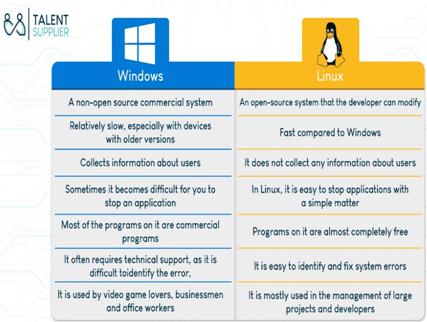 TALENT
SUPPLIER
Windows
Linux
A non-open source commercial system
An open-source system that the developer can modify
Relatively slow, especially with devices
with older versions
Fast compared to Windows
Collects information about users
It does not collect any information about users
Sometimes it becomes difficult for you to
stop an application
In Linux, it is easy to stop applications with
a simple matter
Most of the programs on it are commercial
programs
Programs on it are almost completely free
It often requires technical support, as it is
difficult toidentify the error,
It is easy to identify and fix system errors
It is used by video game lovers, businessmen
and office workers
It is mostly used in the management of large
projects and developers